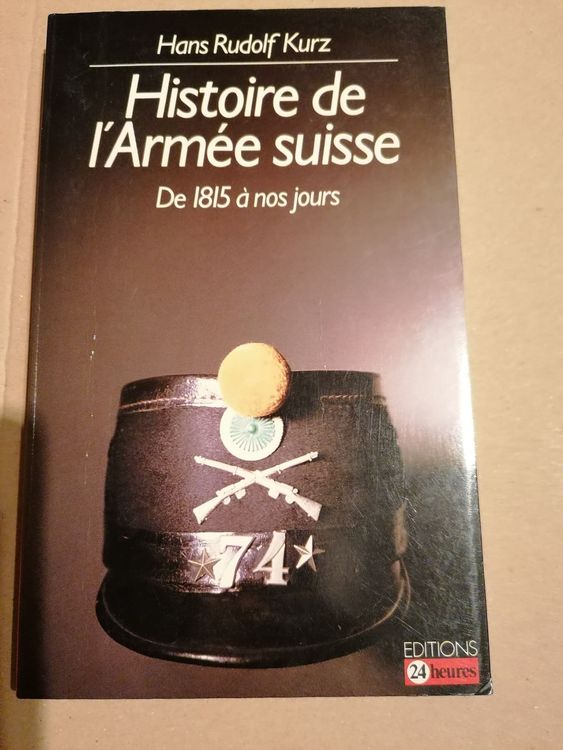 Hans Rudolf Kurz
Histoire de
l'Armée suisse
De 1815 à nos jours
74
EDITIONS
24 heures